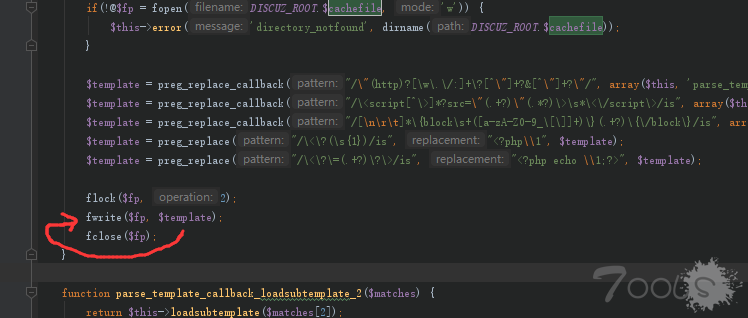 if(!@$fp = fopen( filename: DISCUZ_ROOT.$cachefile, mode: 'w')) {
$this->error( message: 'directory_notfound', dirname( path: DISCUZ_ROOT.$cachefile));
}
$template = preg_replace_callback( pattern: "/\"(http)?[\w\.\/:]+\?[^\"]+?&[^\"]+?\"/", array($this, 'parse_tem
$template = preg_replace_callback( pattern: "/\<script[^\>]*?src=\"(.+?)\"(.*?)\>\s*\<\/script\>/is", array($th
$template = preg_replace_callback( pattern: "/[\n\r\t]*\{block\s+([a-zA-Z0-9_\[\]]+)\}(.+?)\{\/block\}/is", arr
$template = preg_replace( pattern: "/\<\?(\s{1})/is", replacement: "<?php\\1", $template);
$template = preg_replace( pattern: "/\<\?\=(.+?)\?\>/is", replacement: "<?php echo \\1;?>", $template);
flock($fp, operation: 2);
fwrite($fp, $template);
fclose($fp);
}
function parse_template_callback_loadsubtemplate_2($matches) {
return $this->loadsubtemplate($matches[2]);
7ools